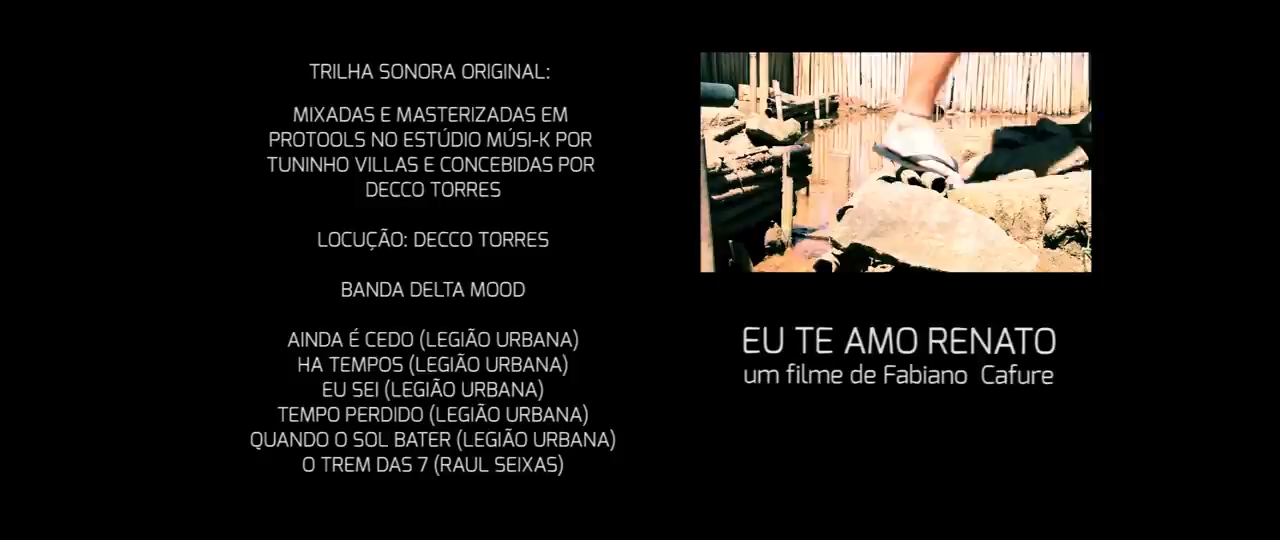 TRILHA SONORA ORIGINAL:
MIXADAS E MASTERIZADAS EM
PROTOOLS NO ESTÚDIO MÚSI-K POR
TUNINHO VILLAS E CONCEBIDAS POR
DECCO TORRES
LOCUÇÃO: DECCO TORRES
BANDA DELTA MOOD
AINDA É CEDO (LEGIÃO URBANA)
HA TEMPOS (LEGIÃO URBANA)
EU SEI (LEGIÃO URBANA)
TEMPO PERDIDO (LEGIÃO URBANA)
QUANDO O SOL BATER (LEGIÃO URBANA)
O TREM DAS 7 (RAUL SEIXAS)
EU TE AMO RENATO
um filme de Fabiano Cafure